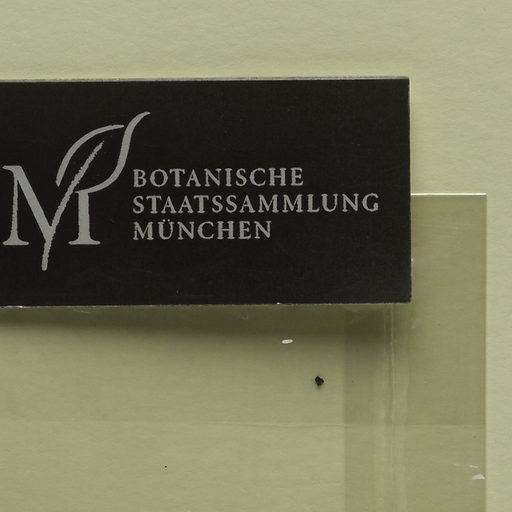 M
BOTANISCHE
STAATSSAMMLUNG
MÜNCHEN